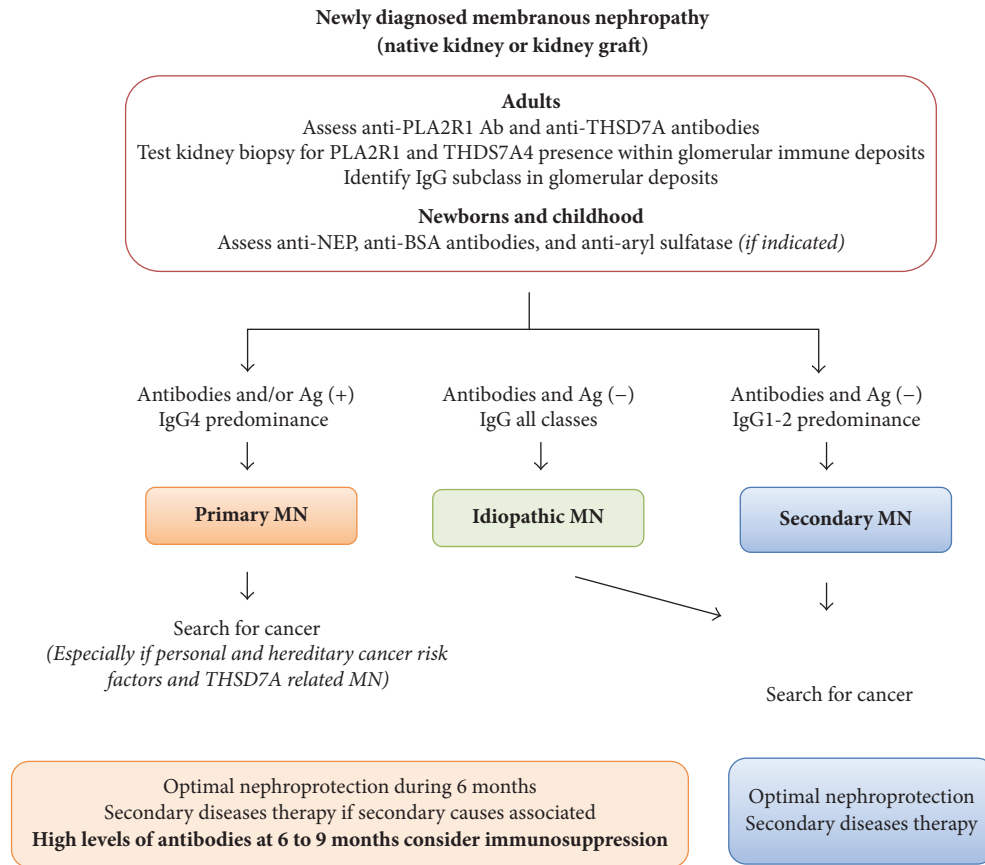 Newly diagnosed membranous nephropathy
(native kidney or kidney graft)
Adults
Assess anti-PLA2R1 Ab and anti-THSD7A antibodies
Test kidney biopsy for PLA2R1 and THDS7A4 presence within glomerular immune deposits
Identify IgG subclass in glomerular deposits
Newborns and childhood
Assess anti-NEP, anti-BSA antibodies, and anti-aryl sulfatase (if indicated)
Antibodies and/or Ag (+)
IgG4 predominance
Antibodies and Ag (−)
IgG all classes
Antibodies and Ag (−)
IgG1-2 predominance
Primary MN
Idiopathic MN
Secondary MN
Search for cancer
(Especially if personal and hereditary cancer risk
factors and THSD7A related MN)
Search for cancer
Optimal nephroprotection during 6 months
Secondary diseases therapy if secondary causes associated
High levels of antibodies at 6 to 9 months consider immunosuppression
Optimal nephroprotection
Secondary diseases therapy